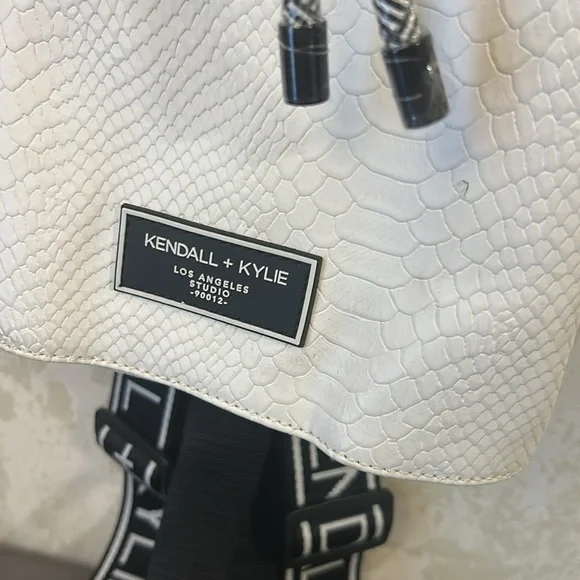 KENDALL + KYLIE
LOS ANGELES
STUDIO
-90012-